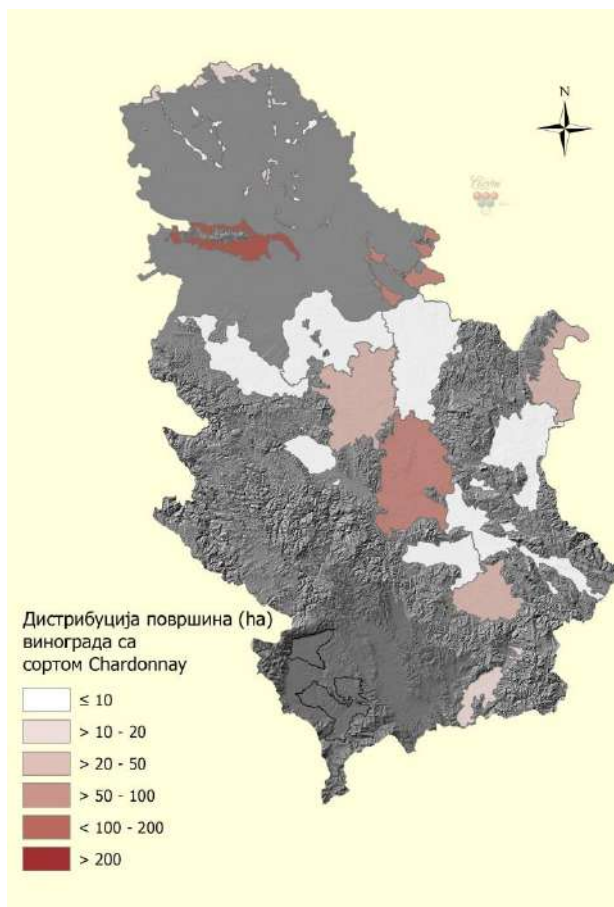 N
Дистрибуција површина (ha)
винограда са
сортом Chardonnay
≤ 10
> 10 - 20
> 20 - 50
> 50 - 100
< 100 - 200
> 200